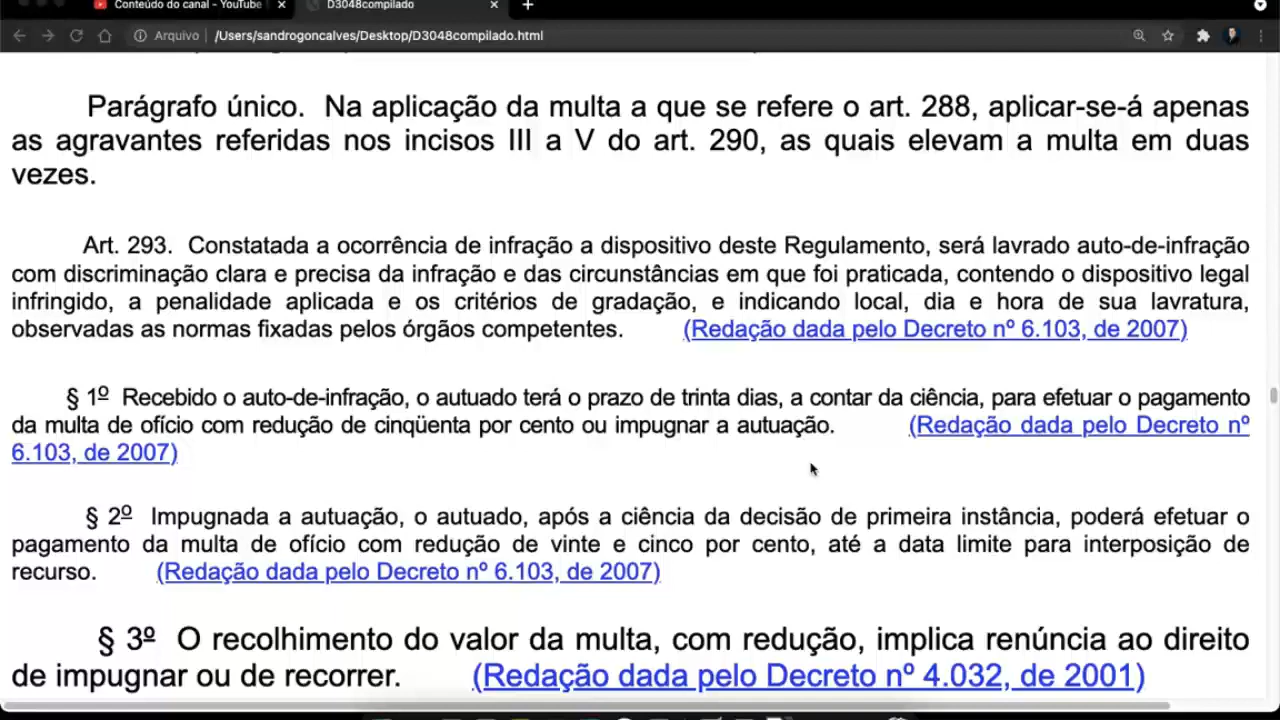 Conteúdo do canal - YouTube
D3048compilado
Arquivo /Users/sandrogoncalves/Desktop/D3048compilado.html
Parágrafo único. Na aplicação da multa a que se refere o art. 288, aplicar-se-á apenas
as agravantes referidas nos incisos III a V do art. 290, as quais elevam a multa em duas
vezes.
Art. 293. Constatada a ocorrência de infração a dispositivo deste Regulamento, será lavrado auto-de-infração
com discriminação clara e precisa da infração e das circunstâncias em que foi praticada, contendo o dispositivo legal
infringido, a penalidade aplicada e os critérios de gradação, e indicando local, dia e hora de sua lavratura,
observadas as normas fixadas pelos órgãos competentes. (Redação dada pelo Decreto nº 6.103, de 2007)
§ 1º Recebido o auto-de-infração, o autuado terá o prazo de trinta dias, a contar da ciência, para efetuar o pagamento
da multa de ofício com redução de cinqüenta por cento ou impugnar a autuação. (Redação dada pelo Decreto nº
6.103, de 2007)
§ 2º Impugnada a autuação, o autuado, após a ciência da decisão de primeira instância, poderá efetuar o
pagamento da multa de ofício com redução de vinte e cinco por cento, até a data limite para interposição de
recurso. (Redação dada pelo Decreto nº 6.103, de 2007)
§ 3º O recolhimento do valor da multa, com redução, implica renúncia ao direito
de impugnar ou de recorrer. (Redação dada pelo Decreto nº 4.032, de 2001)